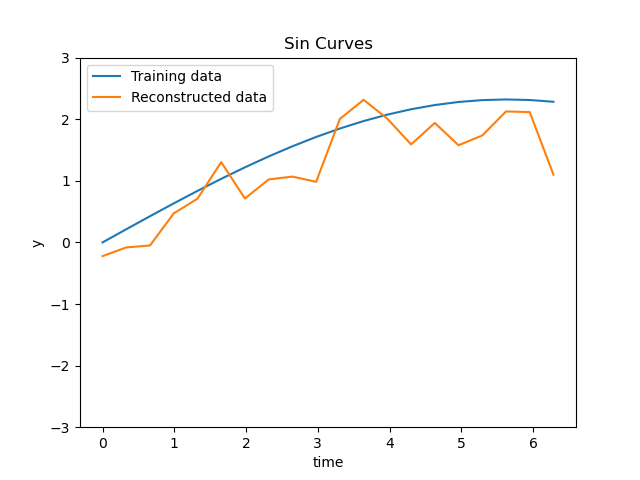 Sin Curves
Training data
Reconstructed data
3
2
1
0
−1
−2
−3
y
0 1 2 3 4 5 6
time